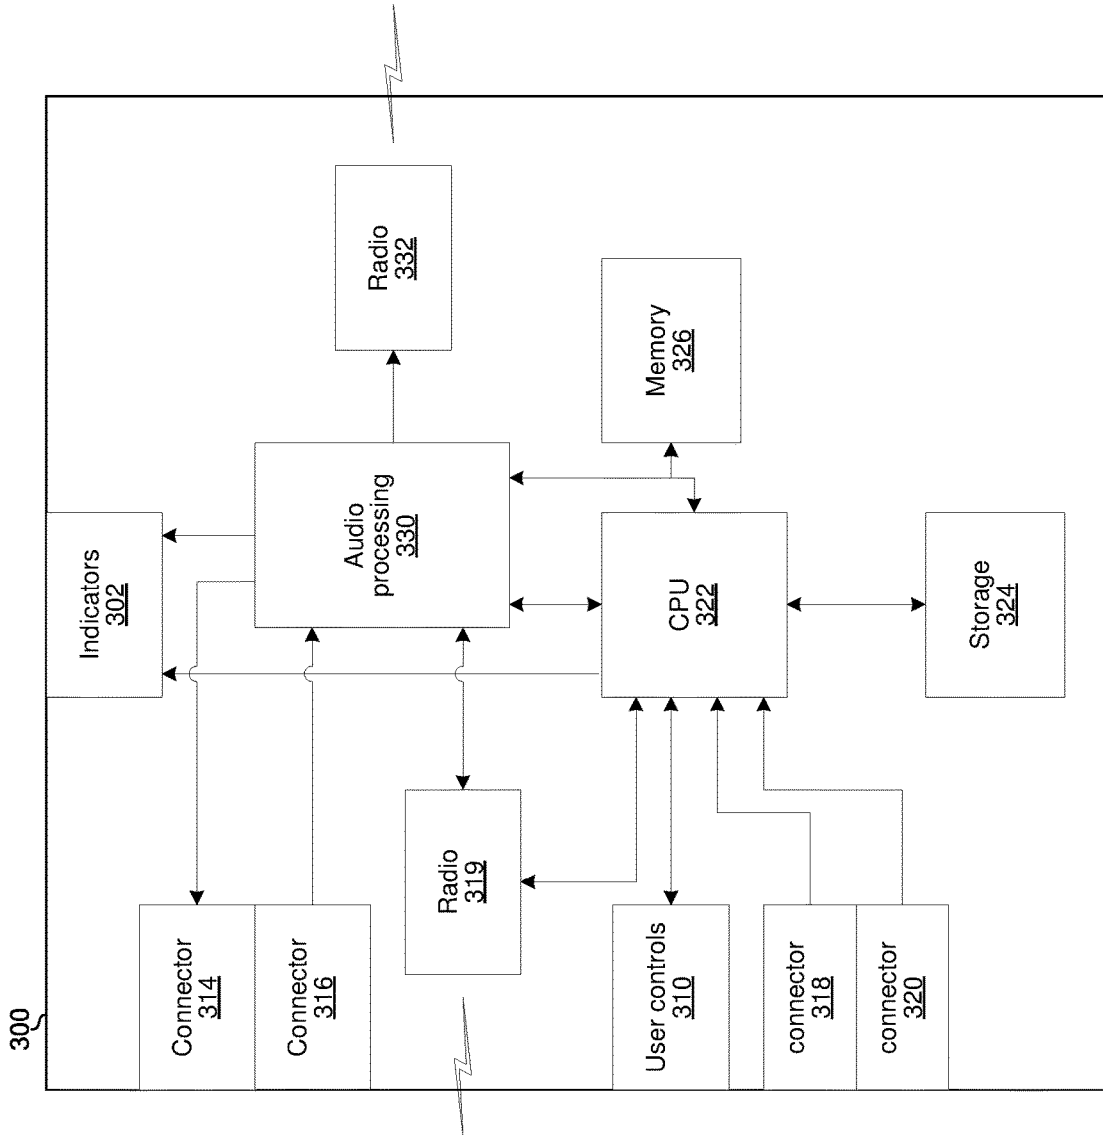 300
Connector
314
Connector
316
Radio
319
User controls
310
connector
318
connector
320
Indicators
302
Audio
processing
330
CPU
322
Storage
324
Radio
332
Memory
326